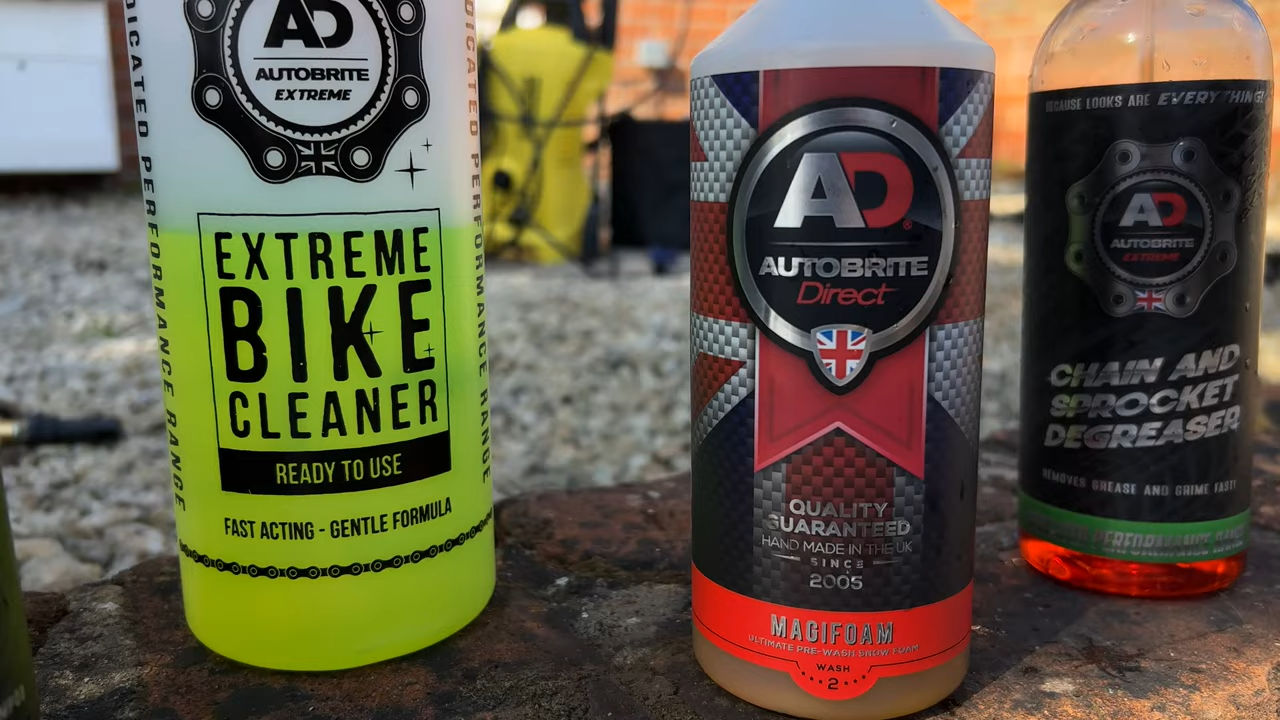 DICATED PERFORMANCE RANGE
AD
AUTOBRITE
EXTREME
EXTREME
BIKE
CLEANER
READY TO USE
FAST ACTING - GENTLE FORMULA
DICATED PERFORMANCE RANGE
AD®
AUTOBRITE
Direct
QUALITY
GUARANTEED
HAND MADE IN THE UK
SINCE
2005
MAGIFOAM
ULTIMATE PRE-WASH SNOW FOAM
WASH
2
BECAUSE LOOKS ARE EVERYTHING!
AD
AUTOBRITE
EXTREME
CHAIN AND
SPROCKET
DEGREASER
REMOVES GREASE AND GRIME FAST!
PERFORMANCE RANGE